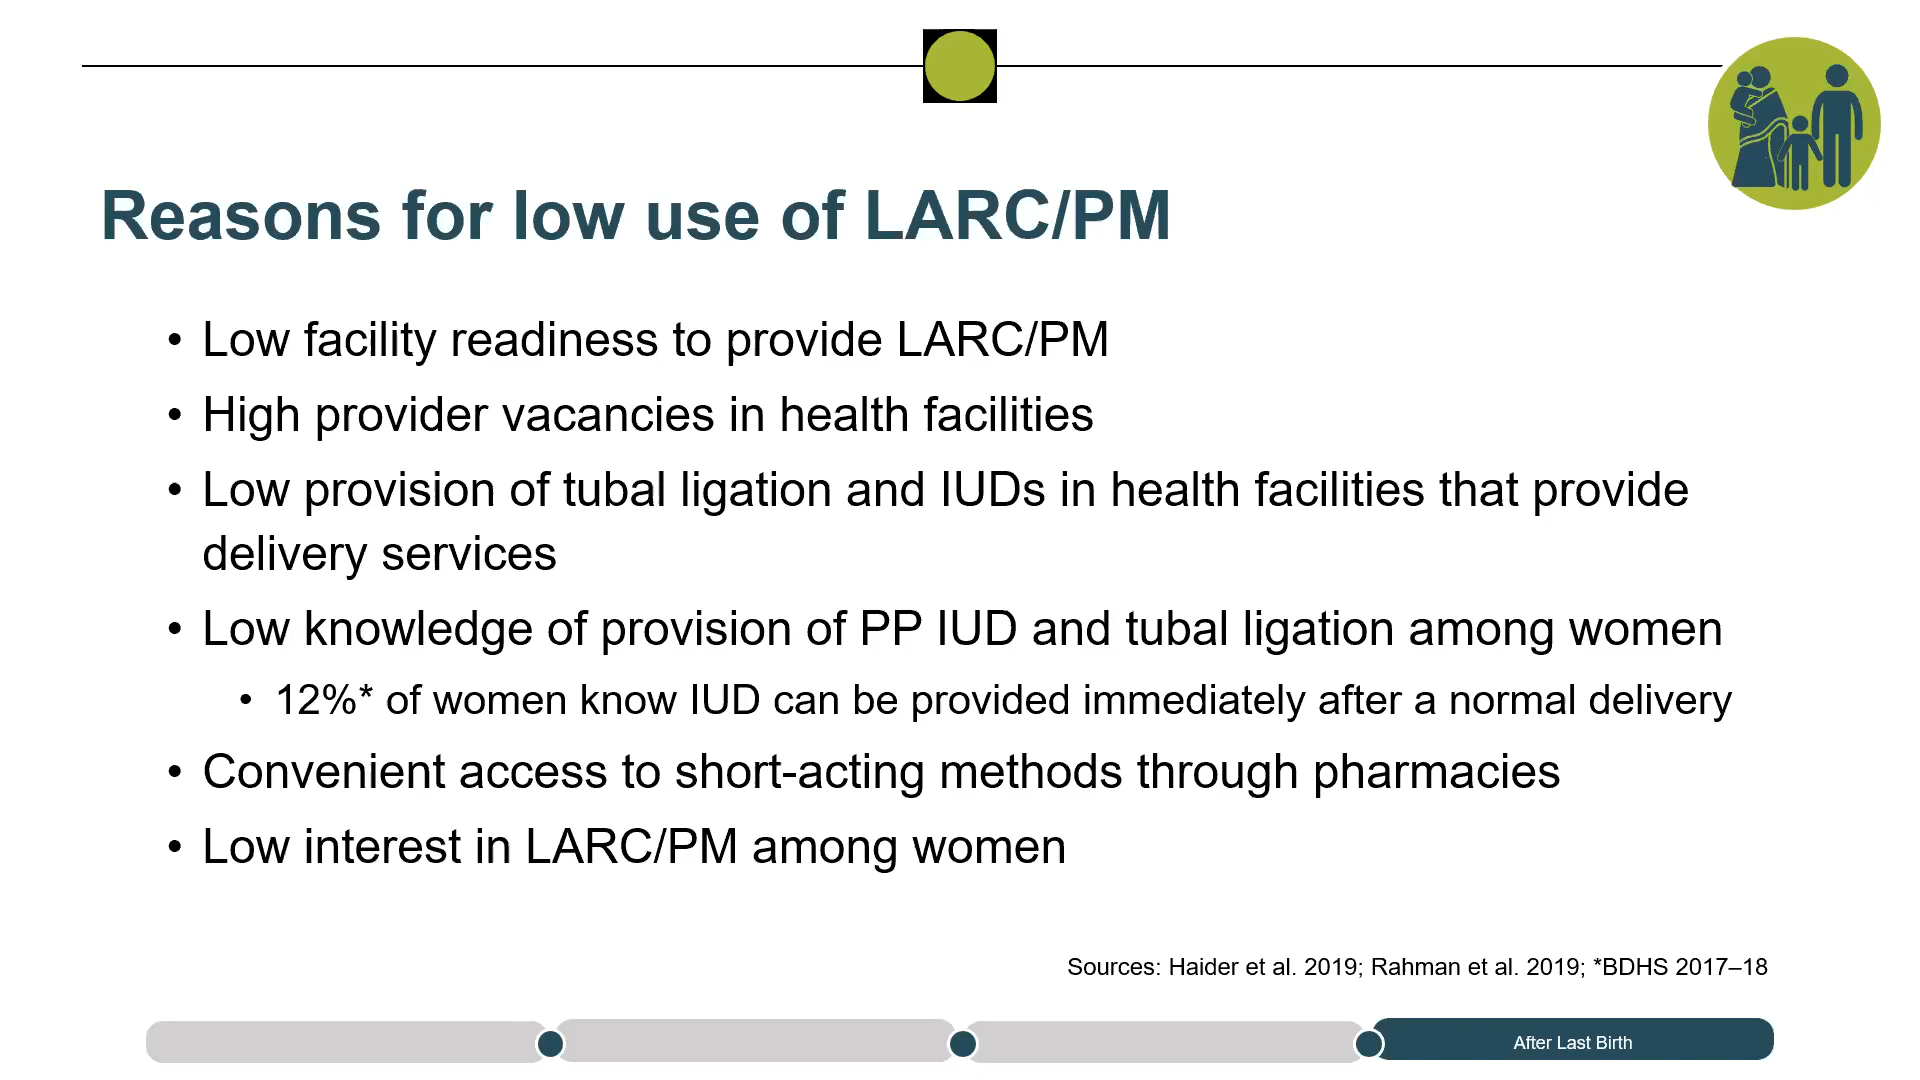 Reasons for low use of LARC/PM
• Low facility readiness to provide LARC/PM
• High provider vacancies in health facilities
• Low provision of tubal ligation and IUDs in health facilities that provide
delivery services
• Low knowledge of provision of PP IUD and tubal ligation among women
• 12%* of women know IUD can be provided immediately after a normal delivery
• Convenient access to short-acting methods through pharmacies
• Low interest in LARC/PM among women
Sources: Haider et al. 2019; Rahman et al. 2019; *BDHS 2017–18
After Last Birth